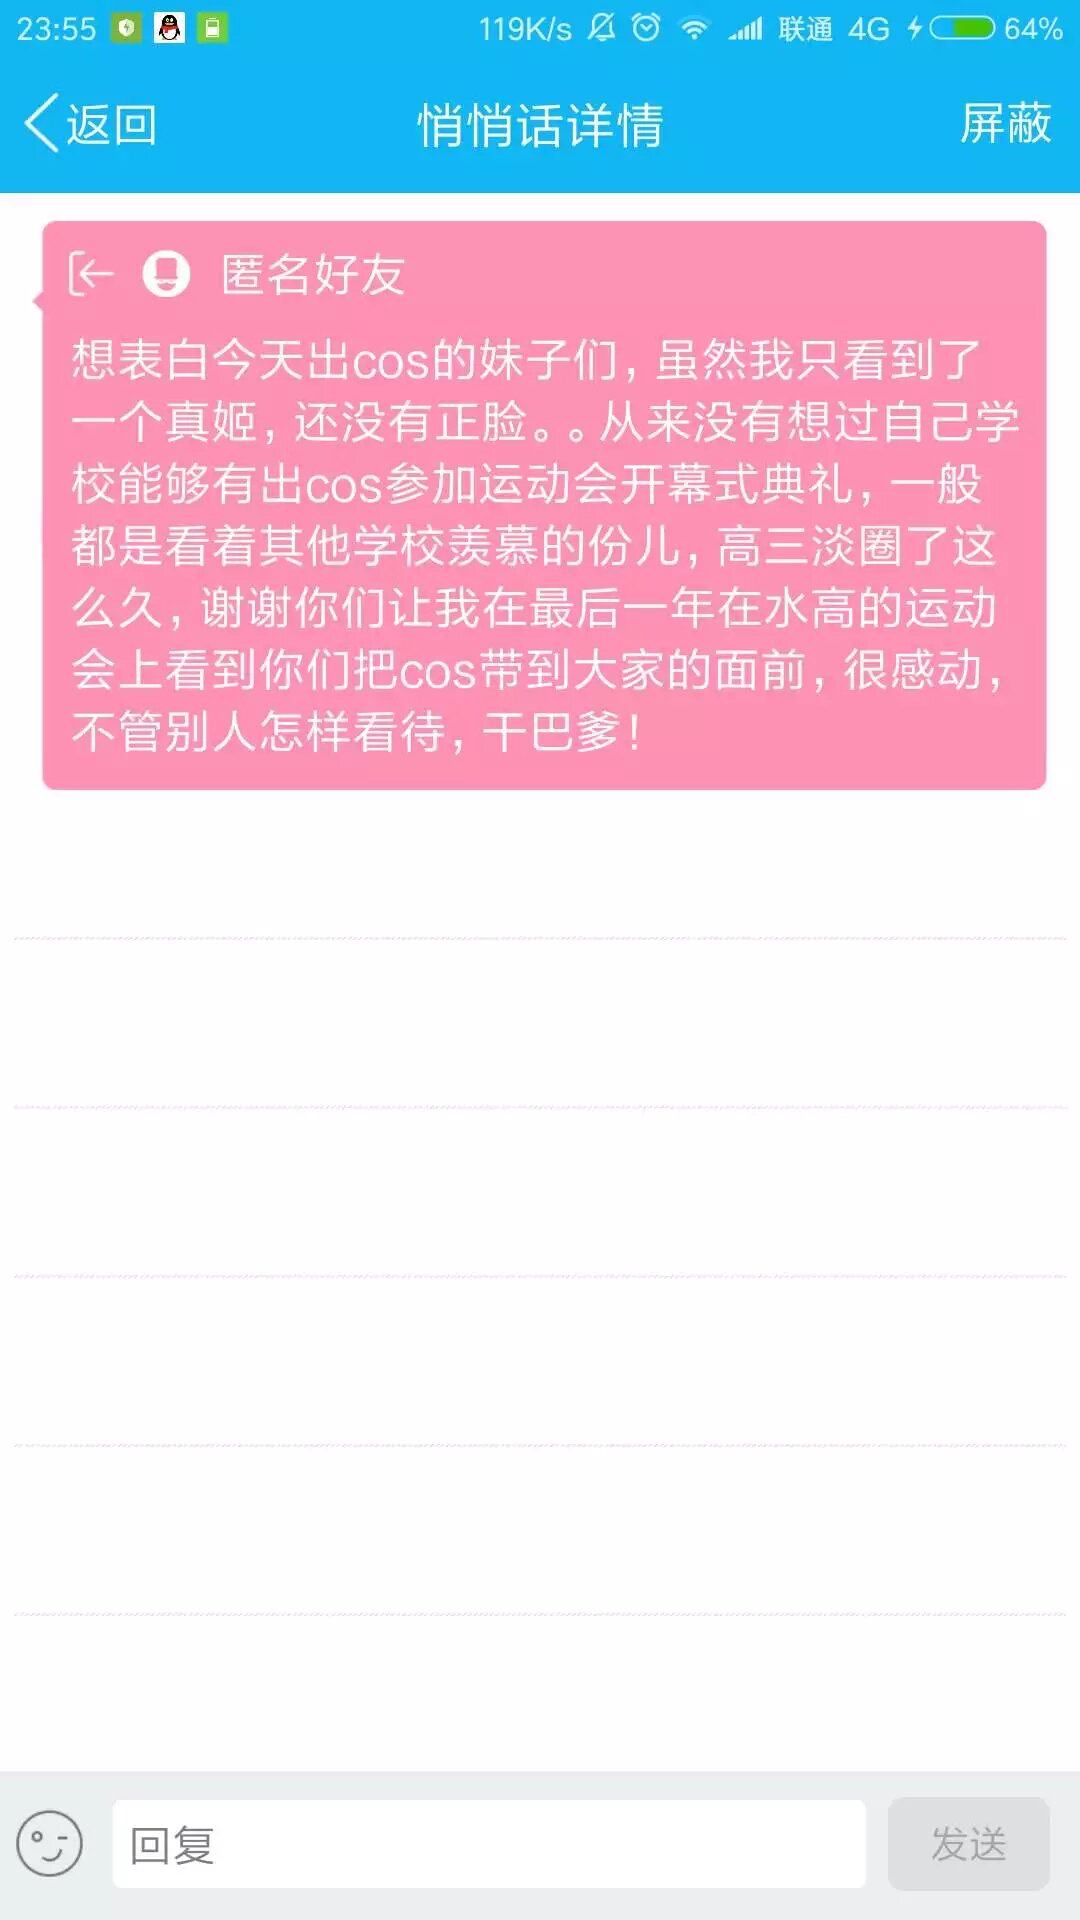 23:55 119K/s 联通 4G 64%
返回 悄悄话详情 屏蔽
匿名好友
想表白今天出cos的妹子们，虽然我只看到了
一个真姬，还没有正脸。。从来没有想过自己学
校能够有出cos参加运动会开幕式典礼，一般
都是看着其他学校羡慕的份儿，高三淡圈了这
么久，谢谢你们让我在最后一年在水高的运动
会上看到你们把cos带到大家的面前，很感动，
不管别人怎样看待，干巴爹！
回复 发送